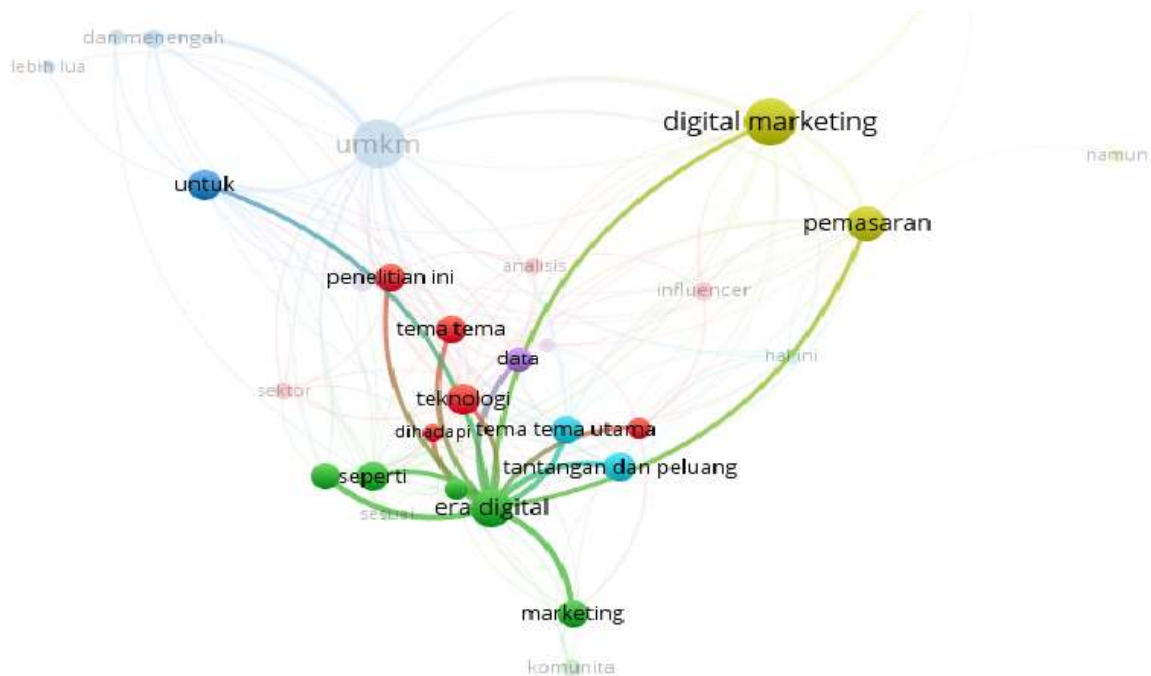 dan menengah
lebih lua
digital marketing
umkm
namun
untuk
pemasaran
analisis
penelitian ini
influencer
tema tema
data
hal ini
sektor
teknologi
dihadapi
tema tema utama
tantangan dan peluang
seperti
era digital
sesuai
marketing
komunita